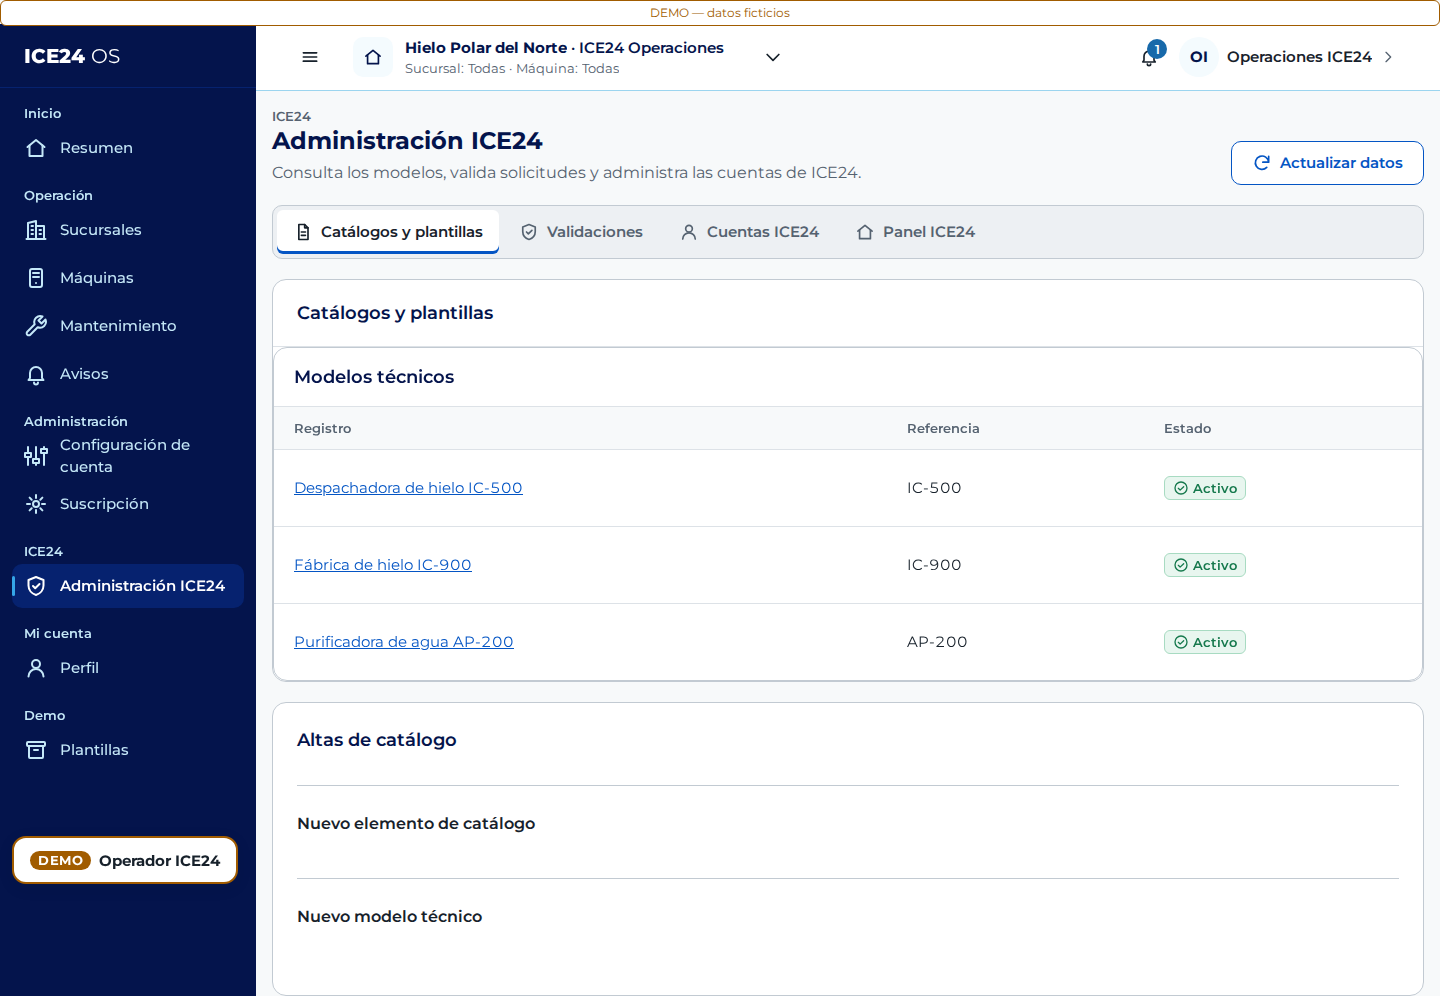 DEMO — datos ficticios
ICE24 OS
Inicio
Resumen
Operación
Sucursales
Máquinas
Mantenimiento
Avisos
Administración
Configuración de
cuenta
Suscripción
ICE24
Administración ICE24
Mi cuenta
Perfil
Demo
Plantillas
DEMO Operador ICE24
Hielo Polar del Norte · ICE24 Operaciones
Sucursal: Todas · Máquina: Todas
1
OI Operaciones ICE24
ICE24
Administración ICE24
Consulta los modelos, valida solicitudes y administra las cuentas de ICE24.
Actualizar datos
Catálogos y plantillas Validaciones Cuentas ICE24 Panel ICE24
Catálogos y plantillas
Modelos técnicos
Registro Referencia Estado
Despachadora de hielo IC-500 IC-500 Activo
Fábrica de hielo IC-900 IC-900 Activo
Purificadora de agua AP-200 AP-200 Activo
Altas de catálogo
Nuevo elemento de catálogo
Nuevo modelo técnico